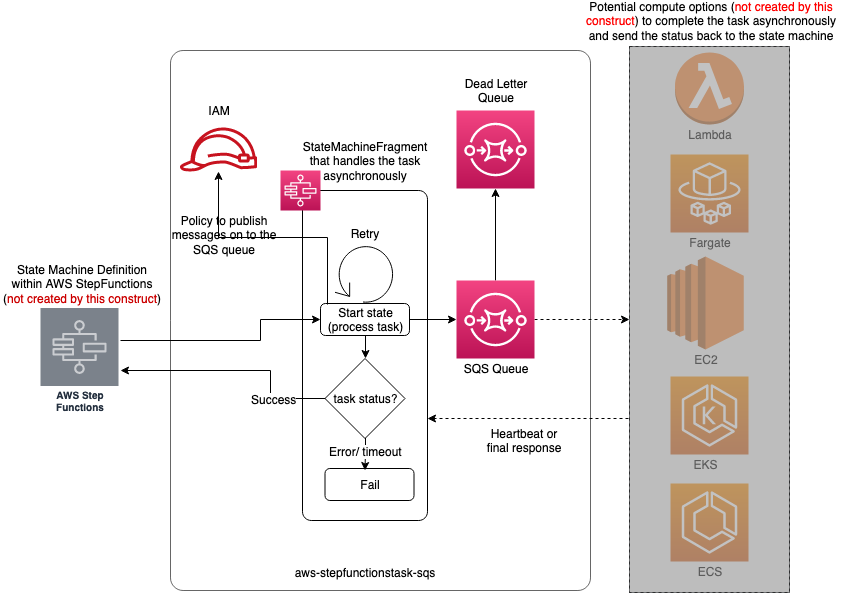 Potential compute options (not created by this
construct) to complete the task asynchronously
and send the status back to the state machine
Dead Letter
Queue
IAM
StateMachineFragment
that handles the task
asynchronously
Lambda
Policy to publish
messages on to the
SQS queue
Retry
Fargate
State Machine Definition
within AWS StepFunctions
(not created by this construct)
Start state
(process task)
SQS Queue
EC2
AWS Step
Functions
Success
task status?
Heartbeat or
final response
Error/ timeout
K
EKS
Fail
aws-stepfunctionstask-sqs
ECS